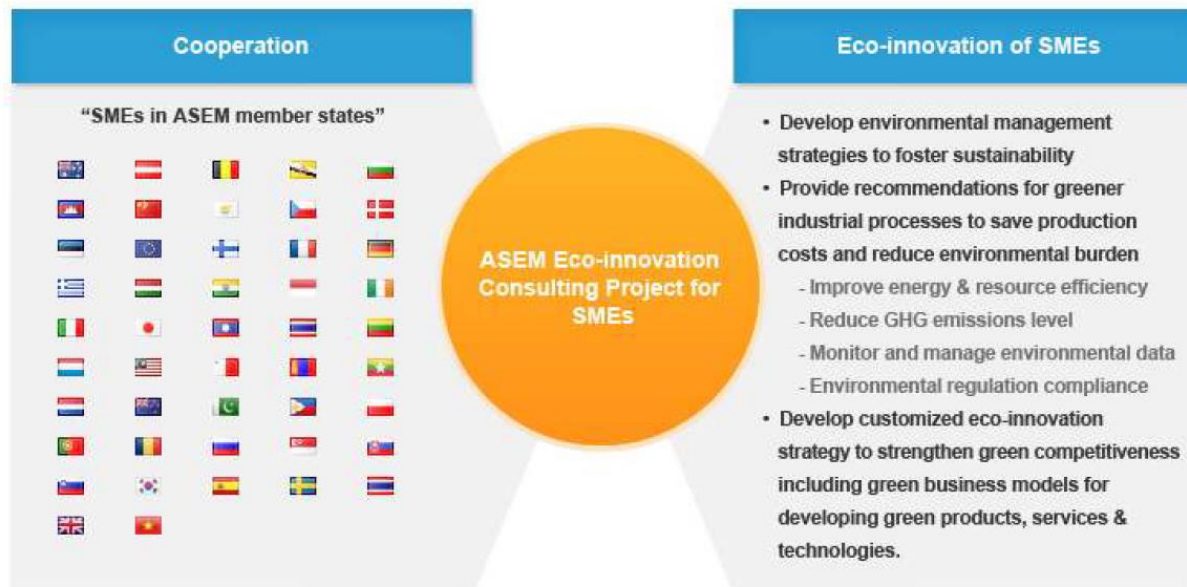 Cooperation
“SMEs in ASEM member states”
ASEM Eco-innovation
Consulting Project for
SMEs
Eco-innovation of SMEs
• Develop environmental management
strategies to foster sustainability
• Provide recommendations for greener
industrial processes to save production
costs and reduce environmental burden
- Improve energy & resource efficiency
- Reduce GHG emissions level
- Monitor and manage environmental data
- Environmental regulation compliance
• Develop customized eco-innovation
strategy to strengthen green competitiveness
including green business models for
developing green products, services &
technologies.